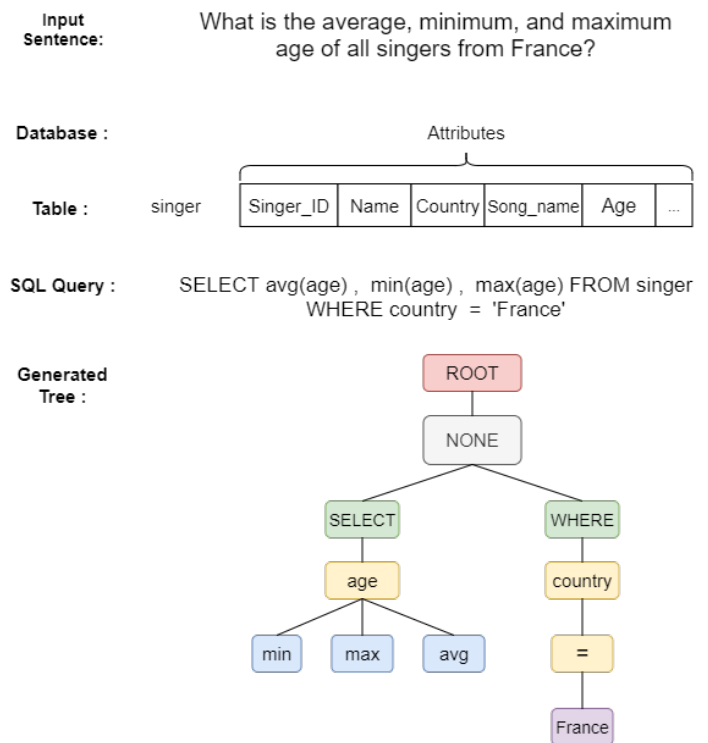 Input
Sentence:
What is the average, minimum, and maximum
age of all singers from France?
Database :
Attributes
Table :
singer
Singer_ID Name Country Song_name Age ...
SQL Query :
SELECT avg(age) , min(age) , max(age) FROM singer
WHERE country = 'France'
Generated
Tree :
ROOT
NONE
SELECT WHERE
age country
min max avg =
France